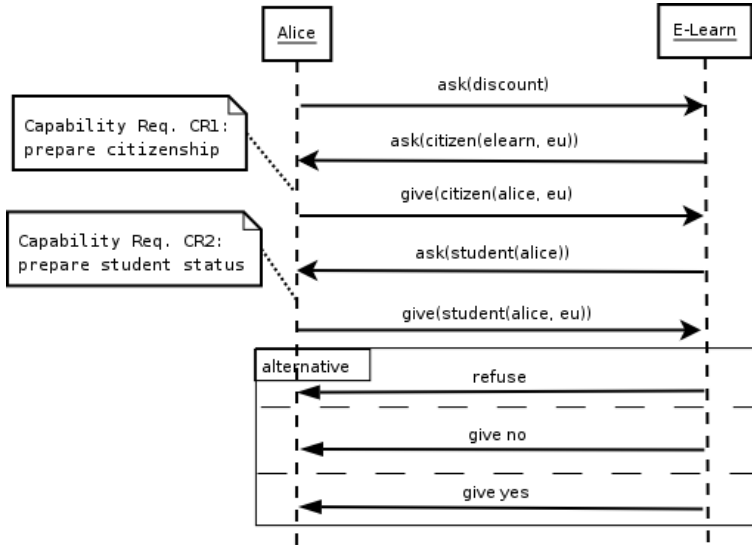 Alice
E-Learn
ask(discount)
Capability Req. CR1:
prepare citizenship
ask(citizen(elearn, eu))
give(citizen(alice, eu)
Capability Req. CR2:
prepare student status
ask(student(alice))
give(student(alice, eu))
alternative
refuse
give no
give yes